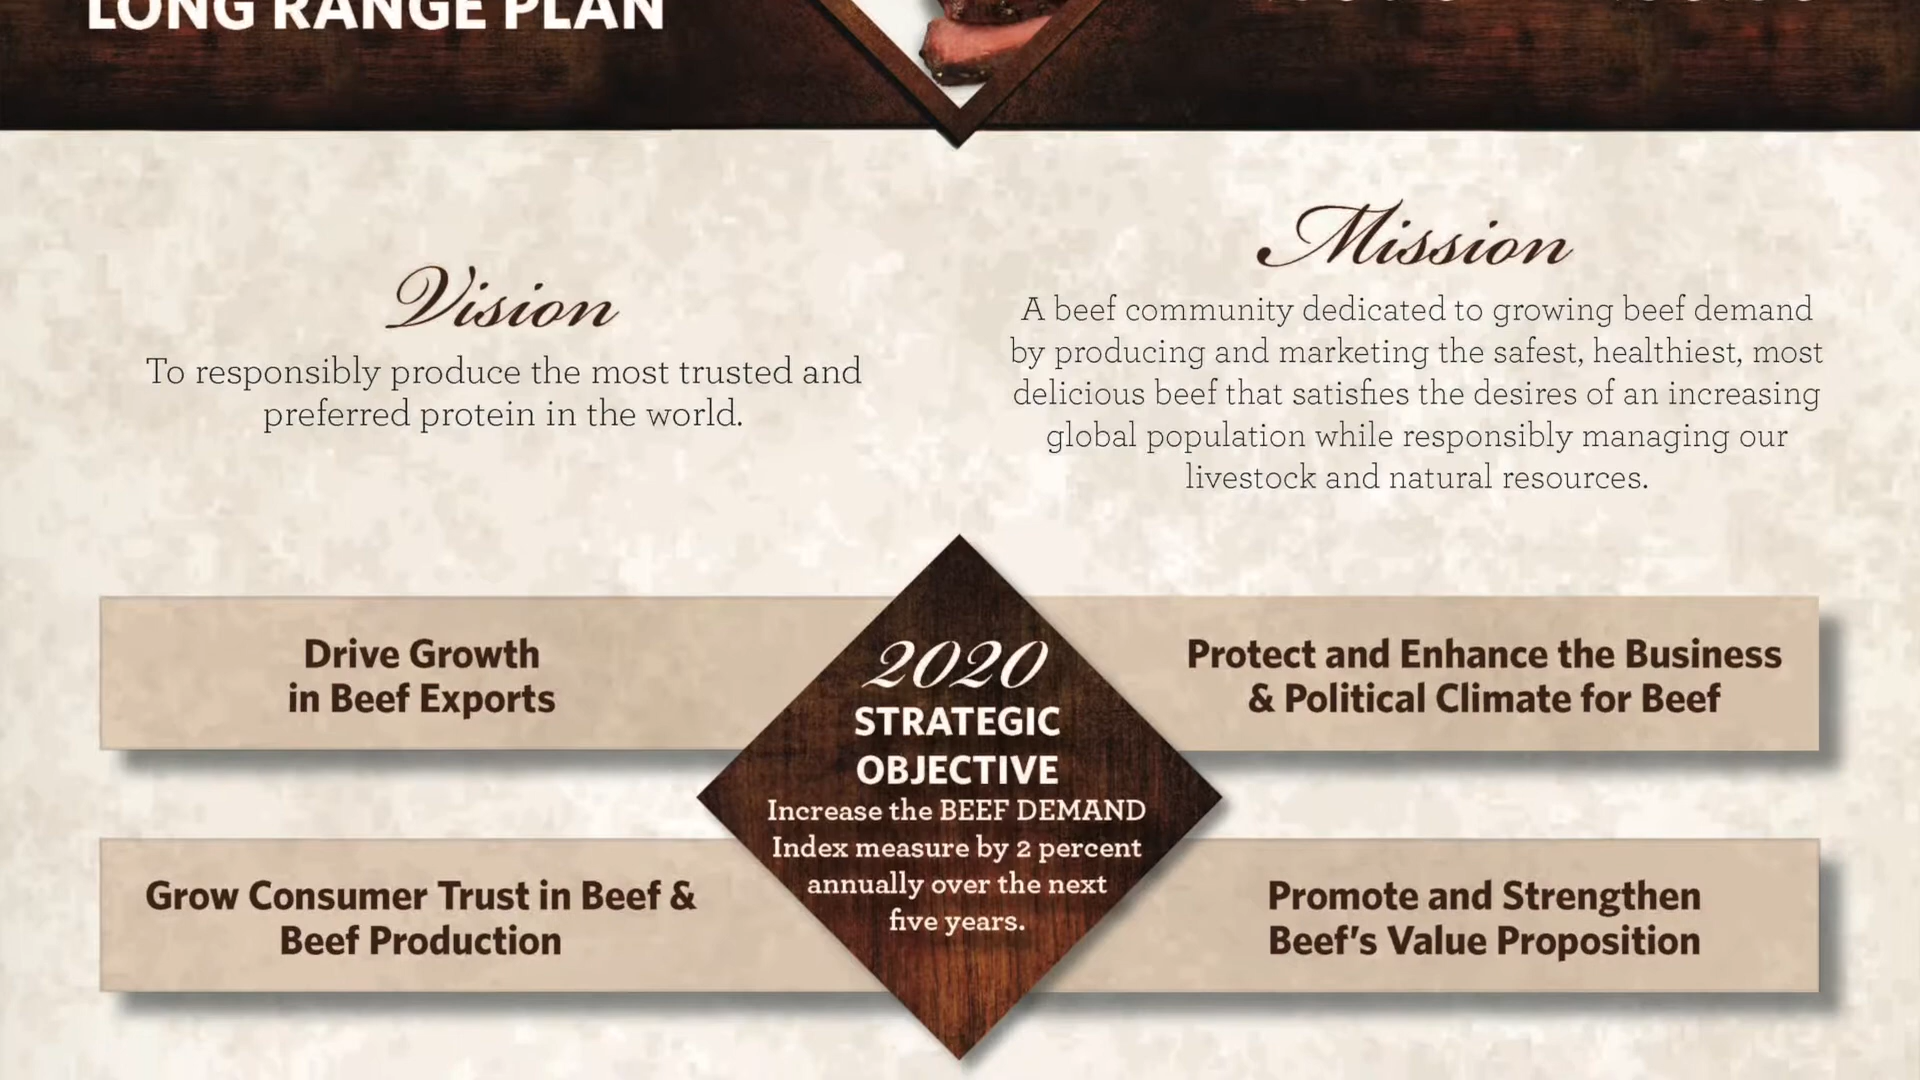 LONG RANGE PLAN
Vision
To responsibly produce the most trusted and
preferred protein in the world.
Mission
A beef community dedicated to growing beef demand
by producing and marketing the safest, healthiest, most
delicious beef that satisfies the desires of an increasing
global population while responsibly managing our
livestock and natural resources.
Drive Growth
in Beef Exports
Protect and Enhance the Business
& Political Climate for Beef
2020
STRATEGIC
OBJECTIVE
Increase the BEEF DEMAND
Index measure by 2 percent
annually over the next
five years.
Grow Consumer Trust in Beef &
Beef Production
Promote and Strengthen
Beef's Value Proposition